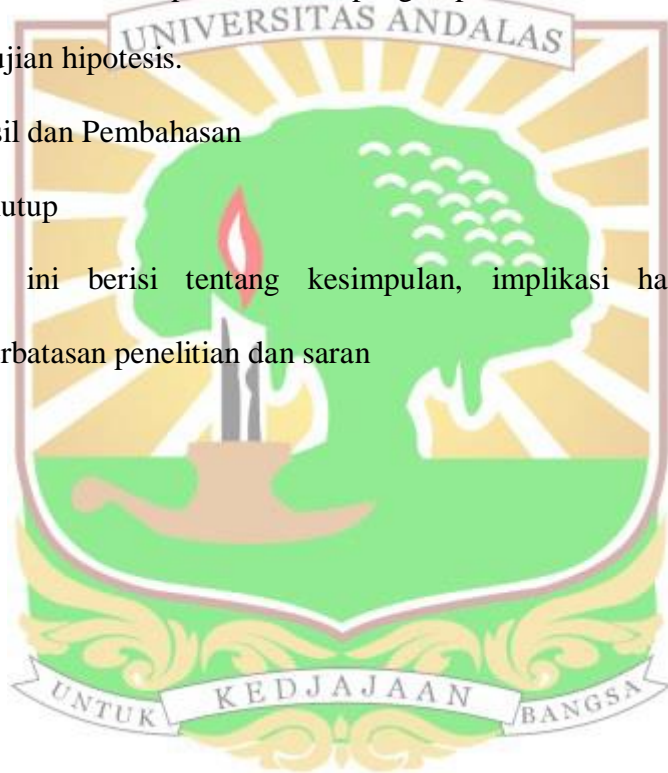 UNIVERSITAS ANDALAS
ujian hipotesis.
sil dan Pembahasan
utup
ini berisi tentang kesimpulan, implikasi ha
rbatasan penelitian dan saran
UNTUK KEDJAJAAN BANGSA